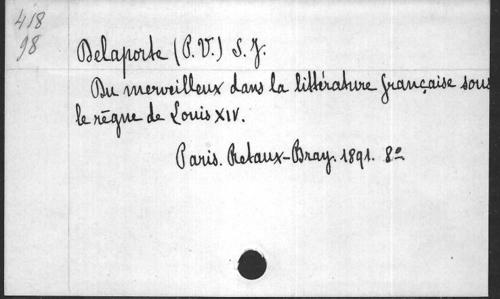 418
98
Delaporte (P. V.) S. J.
Du merveilleux dans la littérature française sous
le règne de Louis XIV.
Paris. Retaux-Bray. 1891. 8º